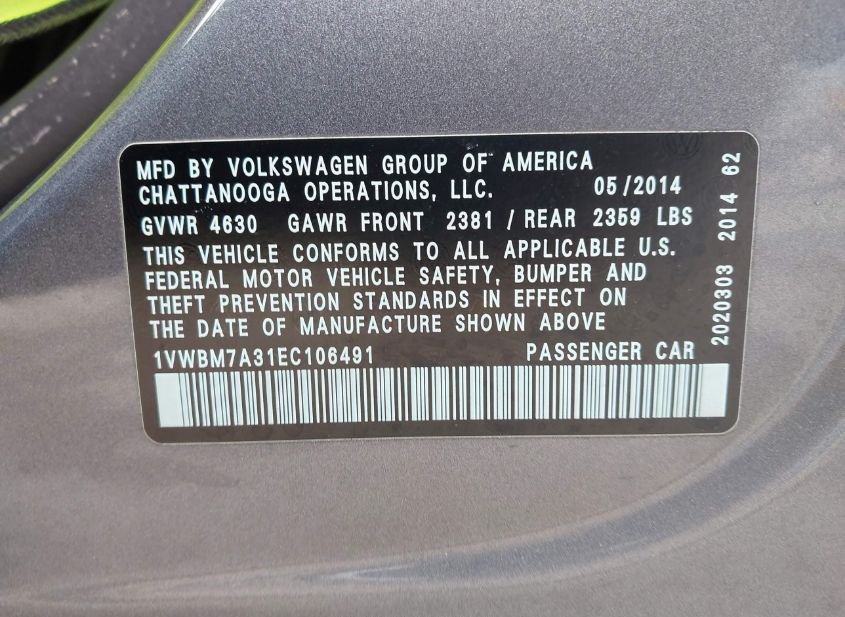 MFD BY VOLKSWAGEN GROUP OF AMERICA
CHATTANOOGA OPERATIONS, LLC. 05/2014
GVWR 4630 GAWR FRONT 2381 / REAR 2359 LBS
THIS VEHICLE CONFORMS TO ALL APPLICABLE U.S.
FEDERAL MOTOR VEHICLE SAFETY, BUMPER AND
THEFT PREVENTION STANDARDS IN EFFECT ON
THE DATE OF MANUFACTURE SHOWN ABOVE
1VWBM7A31EC106491 PASSENGER CAR
2020303 2014 62